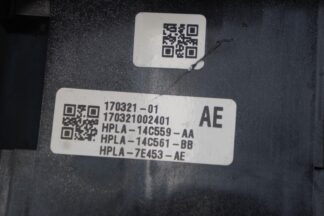 170321-01
170321002401
HPLA-14C559-AA
HPLA-14C561-BB
HPLA-7E453-AE
AE